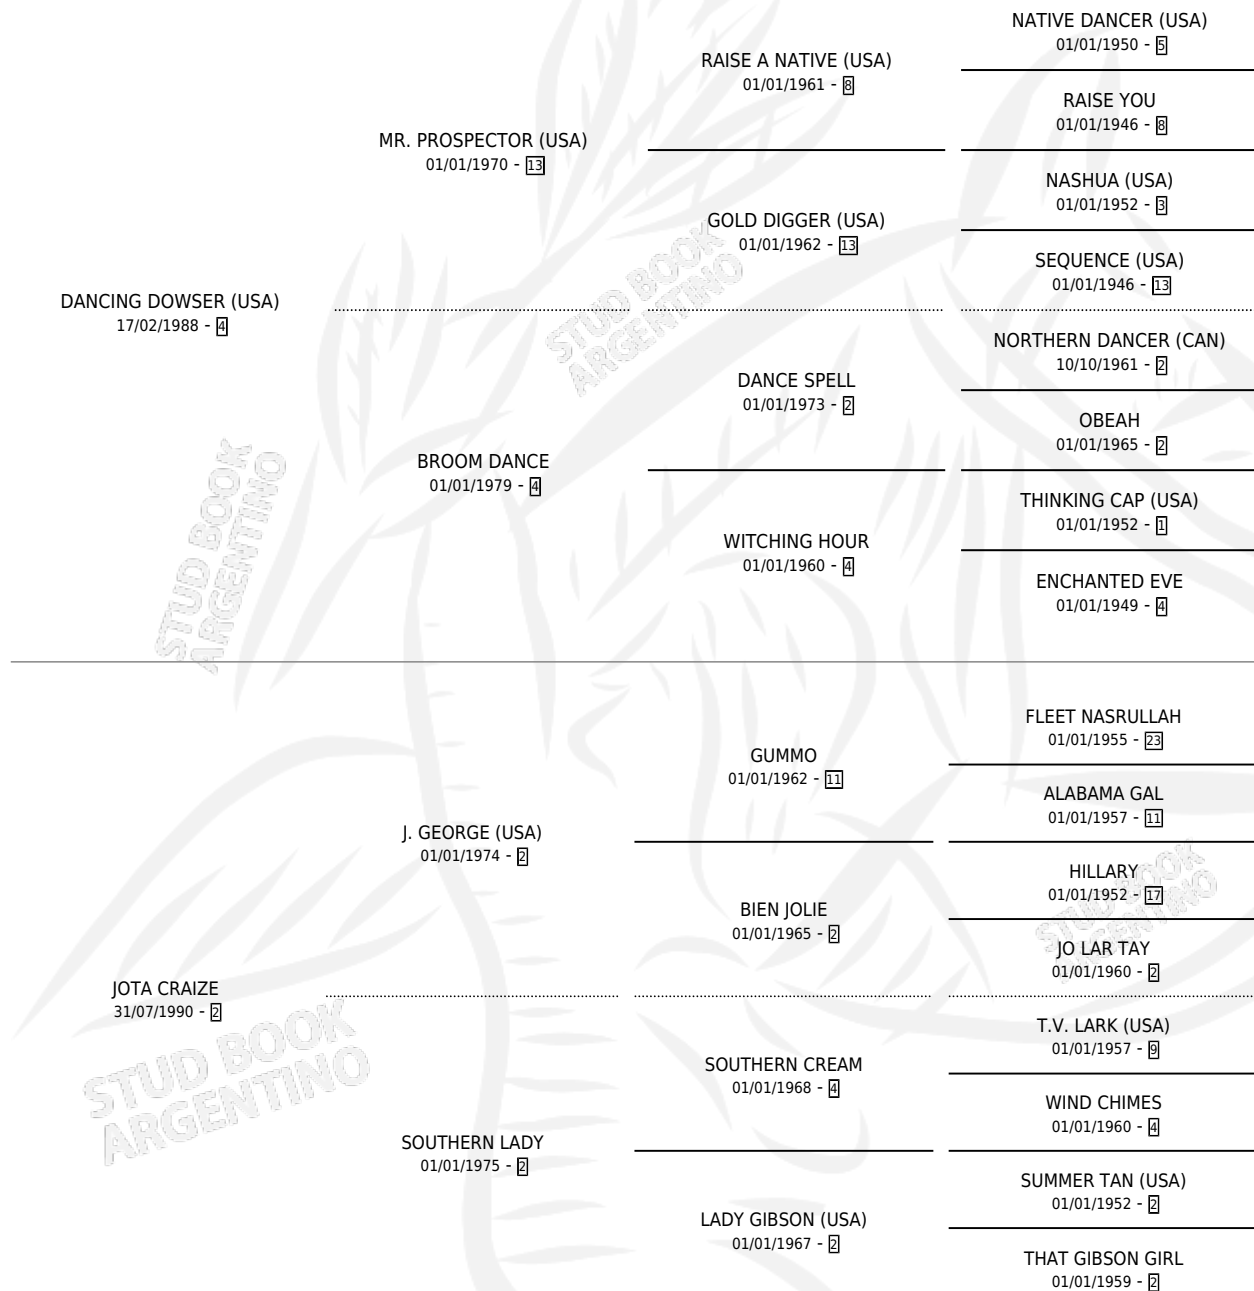 NATIVE DANCER (USA)
01/01/1950 - 5
RAISE A NATIVE (USA)
01/01/1961 - 8
RAISE YOU
01/01/1946 - 8
MR. PROSPECTOR (USA)
01/01/1970 - 13
NASHUA (USA)
01/01/1952 - 3
GOLD DIGGER (USA)
01/01/1962 - 13
SEQUENCE (USA)
01/01/1946 - 13
DANCING DOWSER (USA)
17/02/1988 - 4
NORTHERN DANCER (CAN)
10/10/1961 - 2
DANCE SPELL
01/01/1973 - 2
OBEAH
01/01/1965 - 2
BROOM DANCE
01/01/1979 - 4
THINKING CAP (USA)
01/01/1952 - 1
WITCHING HOUR
01/01/1960 - 4
ENCHANTED EVE
01/01/1949 - 4
FLEET NASRULLAH
01/01/1955 - 23
GUMMO
01/01/1962 - 11
ALABAMA GAL
01/01/1957 - 11
J. GEORGE (USA)
01/01/1974 - 2
HILLARY
01/01/1952 - 17
BIEN JOLIE
01/01/1965 - 2
JO LAR TAY
01/01/1960 - 2
JOTA CRAIZE
31/07/1990 - 2
T.V. LARK (USA)
01/01/1957 - 9
SOUTHERN CREAM
01/01/1968 - 4
WIND CHIMES
01/01/1960 - 4
SOUTHERN LADY
01/01/1975 - 2
SUMMER TAN (USA)
01/01/1952 - 2
LADY GIBSON (USA)
01/01/1967 - 2
THAT GIBSON GIRL
01/01/1959 - 2
STUD BOOK
ARGENTINO
STUD BOOK
ARGENTINO
STUD BOOK
ARGENTINO
STUD BOOK
ARGENTINO